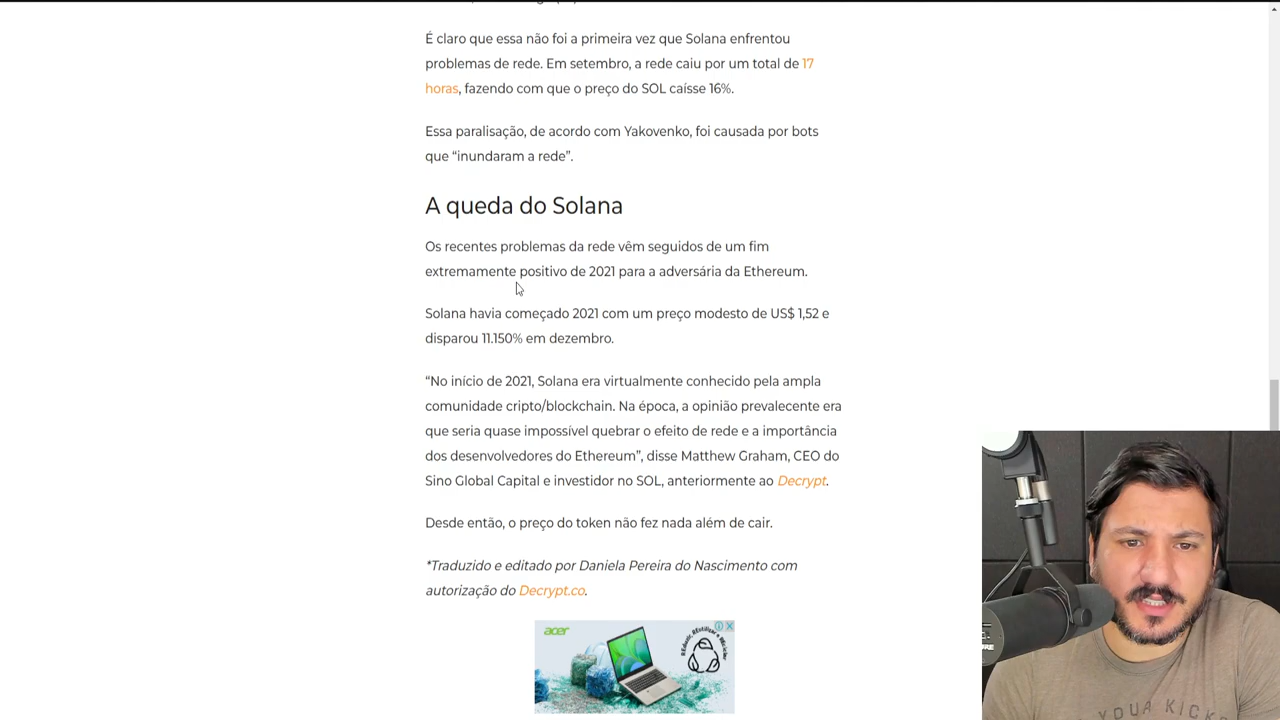 É claro que essa não foi a primeira vez que Solana enfrentou
problemas de rede. Em setembro, a rede caiu por um total de 17
horas, fazendo com que o preço do SOL caísse 16%.
Essa paralisação, de acordo com Yakovenko, foi causada por bots
que “inundaram a rede”.
A queda do Solana
Os recentes problemas da rede vêm seguidos de um fim
extremamente positivo de 2021 para a adversária da Ethereum.
Solana havia começado 2021 com um preço modesto de US$ 1,52 e
disparou 11.150% em dezembro.
“No início de 2021, Solana era virtualmente conhecido pela ampla
comunidade cripto/blockchain. Na época, a opinião prevalecente era
que seria quase impossível quebrar o efeito de rede e a importância
dos desenvolvedores do Ethereum”, disse Matthew Graham, CEO do
Sino Global Capital e investidor no SOL, anteriormente ao Decrypt.
Desde então, o preço do token não fez nada além de cair.
*Traduzido e editado por Daniela Pereira do Nascimento com
autorização do Decrypt.co.
acer